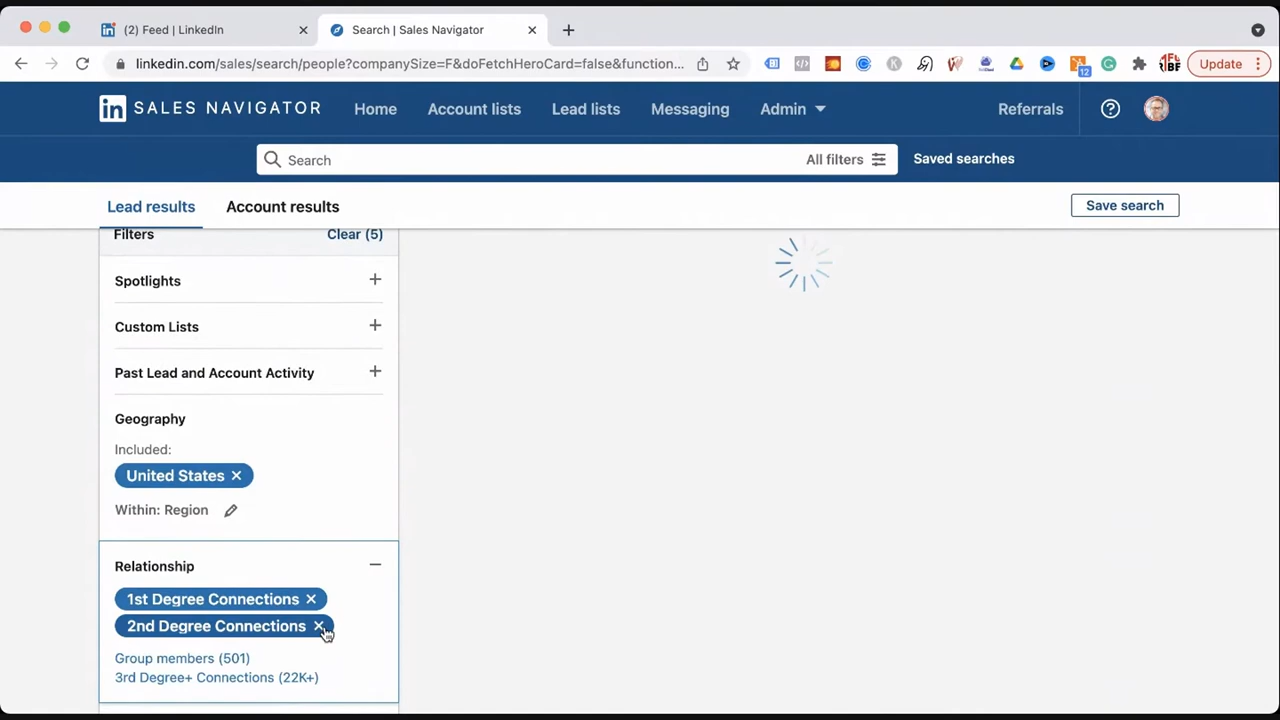 (2) Feed | LinkedIn
Search | Sales Navigator
linkedin.com/sales/search/people?companySize=F&doFetchHeroCard=false&function...
12
Update
in SALES NAVIGATOR
Home
Account lists
Lead lists
Messaging
Admin
Referrals
Search
All filters
Saved searches
Lead results
Account results
Save search
Filters
Clear (5)
Spotlights
Custom Lists
Past Lead and Account Activity
Geography
Included:
United States
Within: Region
Relationship
1st Degree Connections
2nd Degree Connections
Group members (501)
3rd Degree+ Connections (22K+)